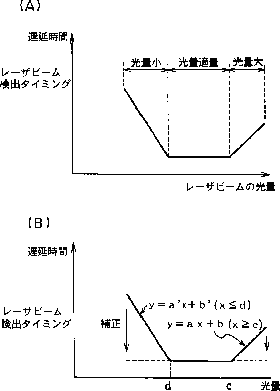 (A)
遅延時間
光量小
光量適量
光量大
レーザビーム
検出タイミング
レーザビームの光量
(B)
遅延時間
レーザビーム
検出タイミング
補正
y=a'x+b'(x≤d)
y=ax+b(x≥c)
d
c
光量